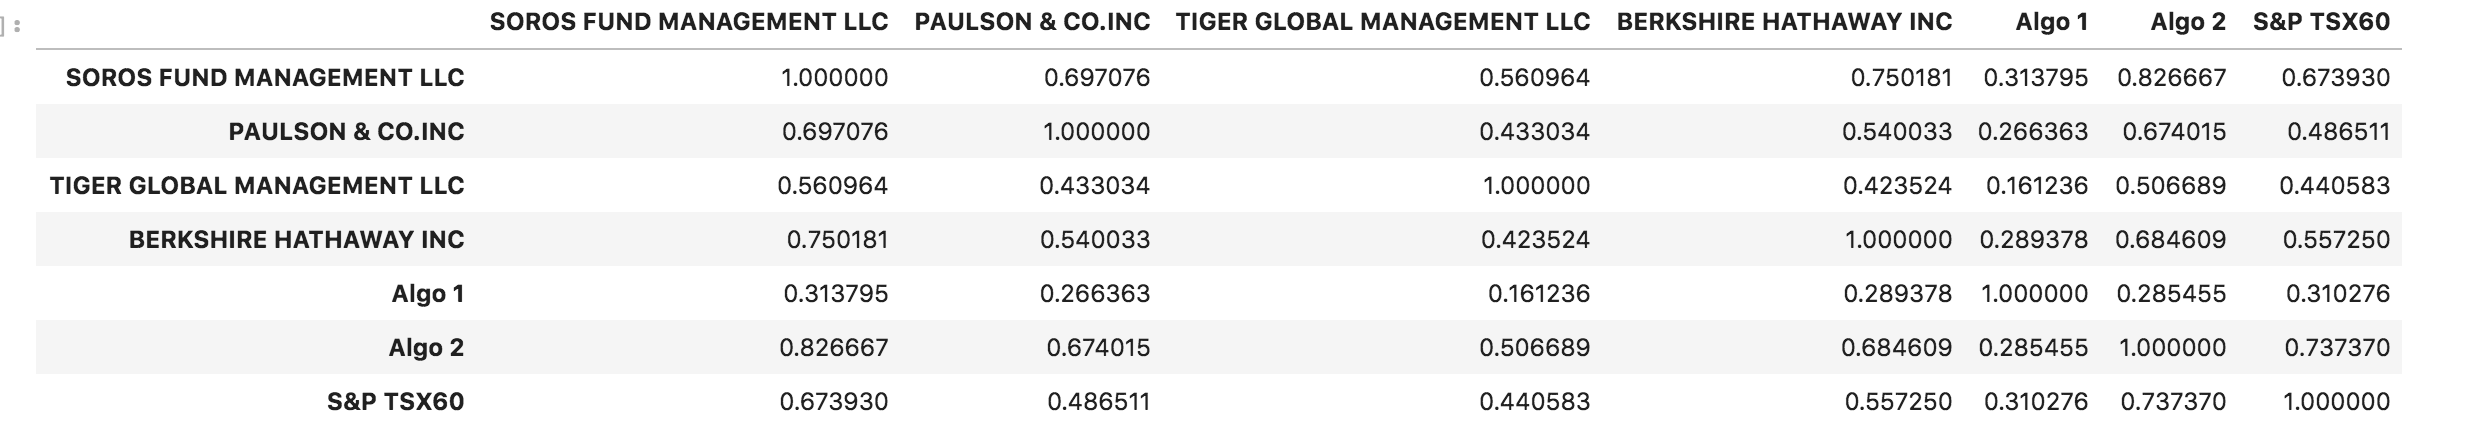 ]: SOROS FUND MANAGEMENT LLC PAULSON & CO.INC TIGER GLOBAL MANAGEMENT LLC BERKSHIRE HATHAWAY INC Algo 1 Algo 2 S&P TSX60
SOROS FUND MANAGEMENT LLC 1.000000 0.697076 0.560964 0.750181 0.313795 0.826667 0.673930
PAULSON & CO.INC 0.697076 1.000000 0.433034 0.540033 0.266363 0.674015 0.486511
TIGER GLOBAL MANAGEMENT LLC 0.560964 0.433034 1.000000 0.423524 0.161236 0.506689 0.440583
BERKSHIRE HATHAWAY INC 0.750181 0.540033 0.423524 1.000000 0.289378 0.684609 0.557250
Algo 1 0.313795 0.266363 0.161236 0.289378 1.000000 0.285455 0.310276
Algo 2 0.826667 0.674015 0.506689 0.684609 0.285455 1.000000 0.737370
S&P TSX60 0.673930 0.486511 0.440583 0.557250 0.310276 0.737370 1.000000